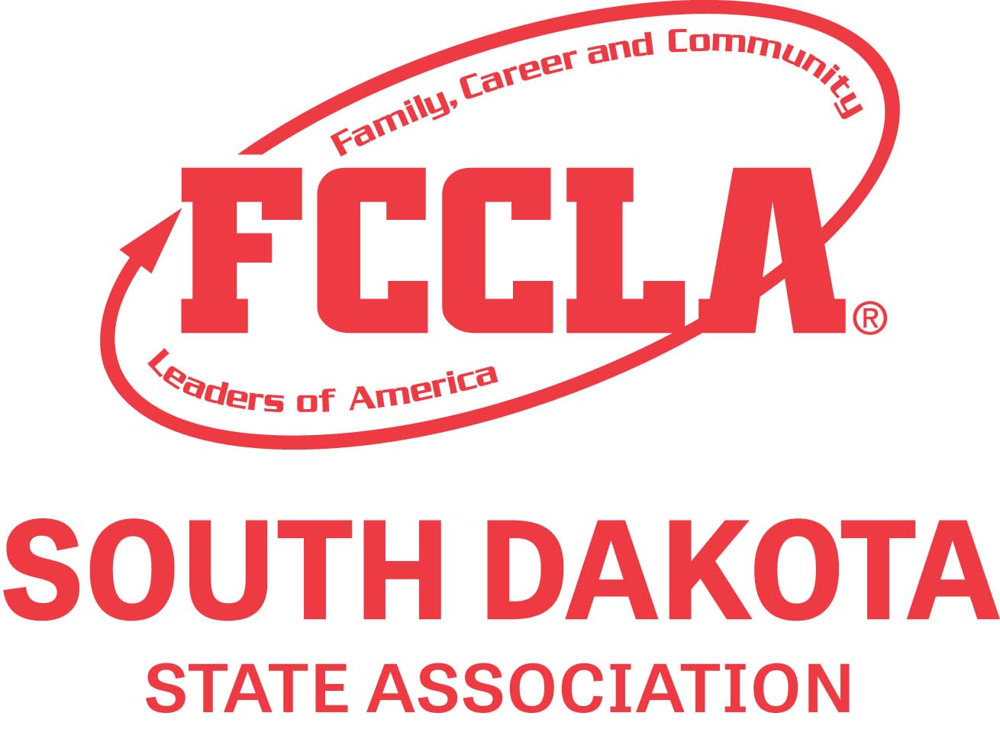 Family, Career and Community
FCCLA®
Leaders of America
SOUTH DAKOTA
STATE ASSOCIATION